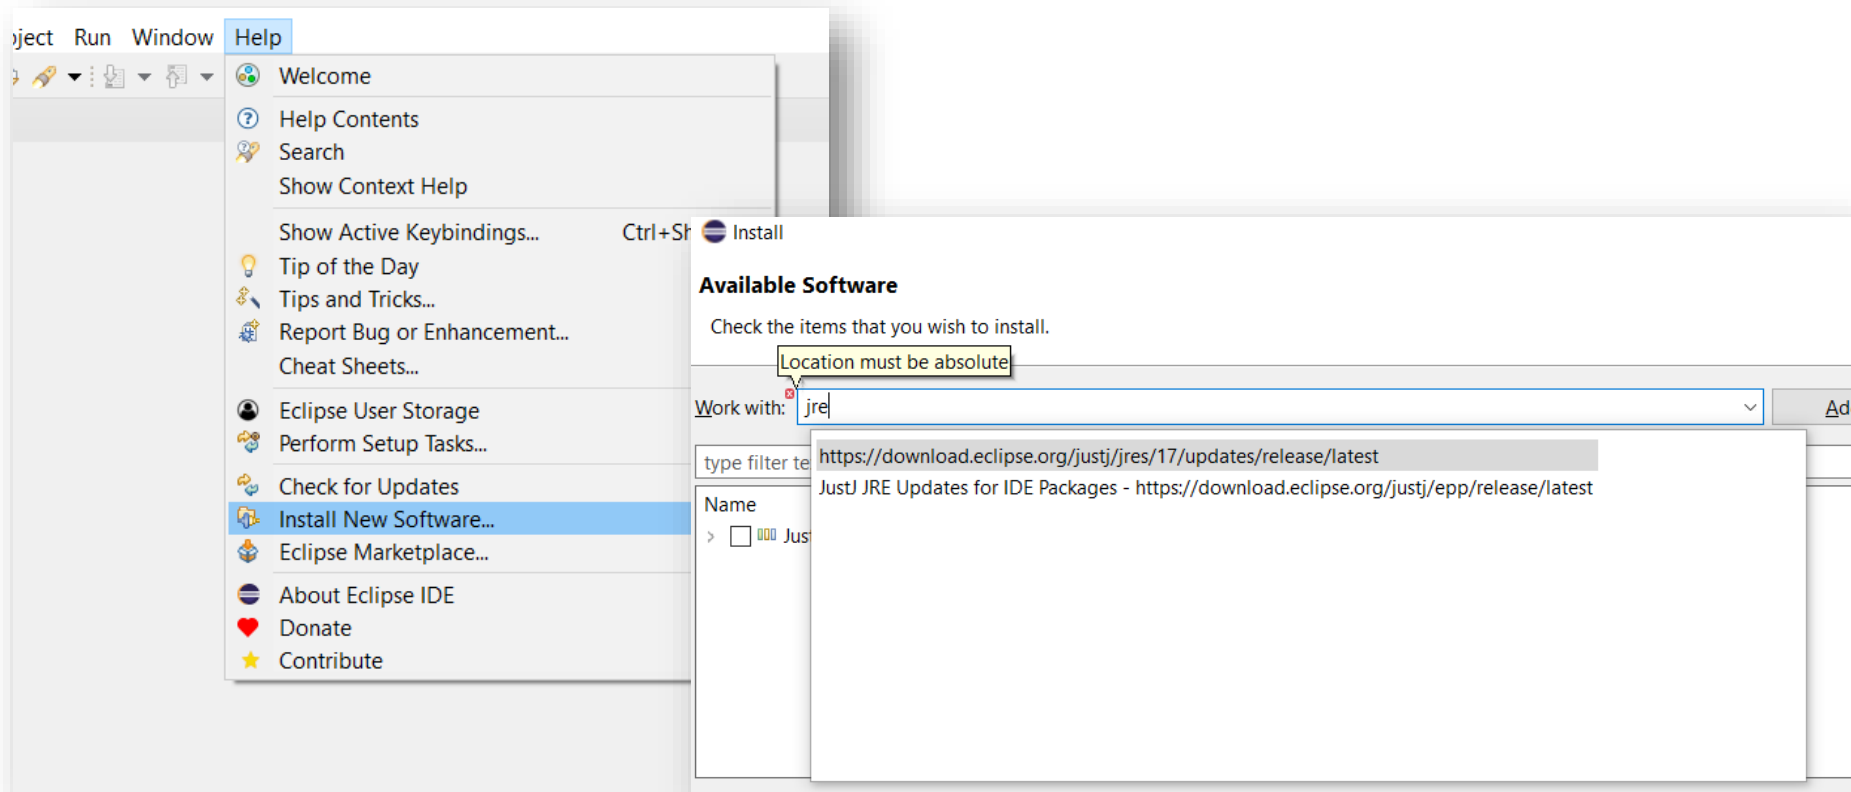 ject Run Window Help
Welcome
Help Contents
Search
Show Context Help
Show Active Keybindings... Ctrl+Sh
Tip of the Day
Tips and Tricks...
Report Bug or Enhancement...
Cheat Sheets...
Eclipse User Storage
Perform Setup Tasks...
Check for Updates
Install New Software...
Eclipse Marketplace...
About Eclipse IDE
Donate
Contribute
Install
Available Software
Check the items that you wish to install.
Location must be absolute
Work with: jre Ad
type filter te
https://download.eclipse.org/justj/jres/17/updates/release/latest
JustJ JRE Updates for IDE Packages - https://download.eclipse.org/justj/epp/release/latest
Name
Jus